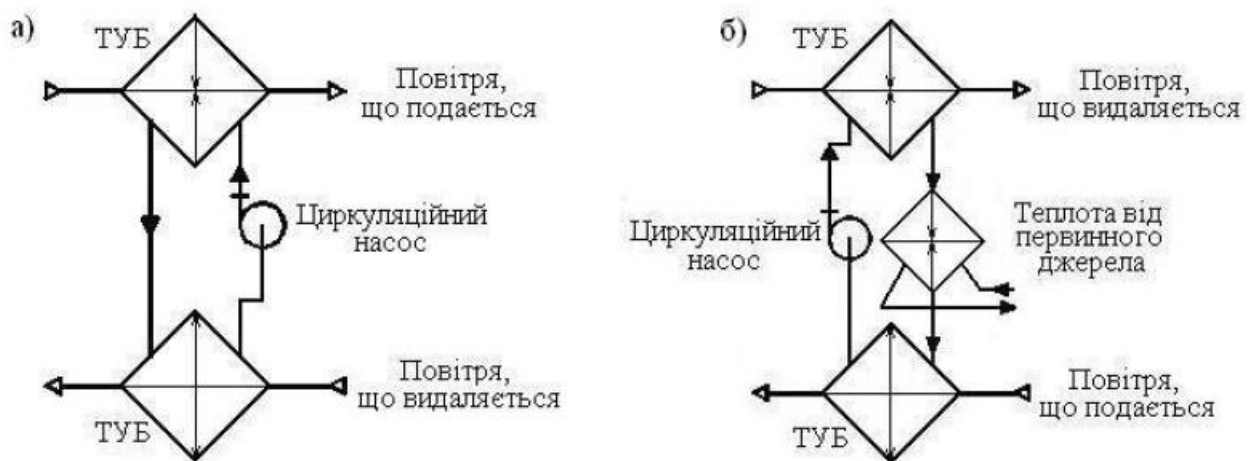 а)
ТУБ
Повітря,
що подається
Циркуляційний
насос
Повітря,
що видаляється
ТУБ
б)
ТУБ
Повітря,
що видаляється
Циркуляційний
насос
Теплота від
первинного
джерела
Повітря,
що подається
ТУБ